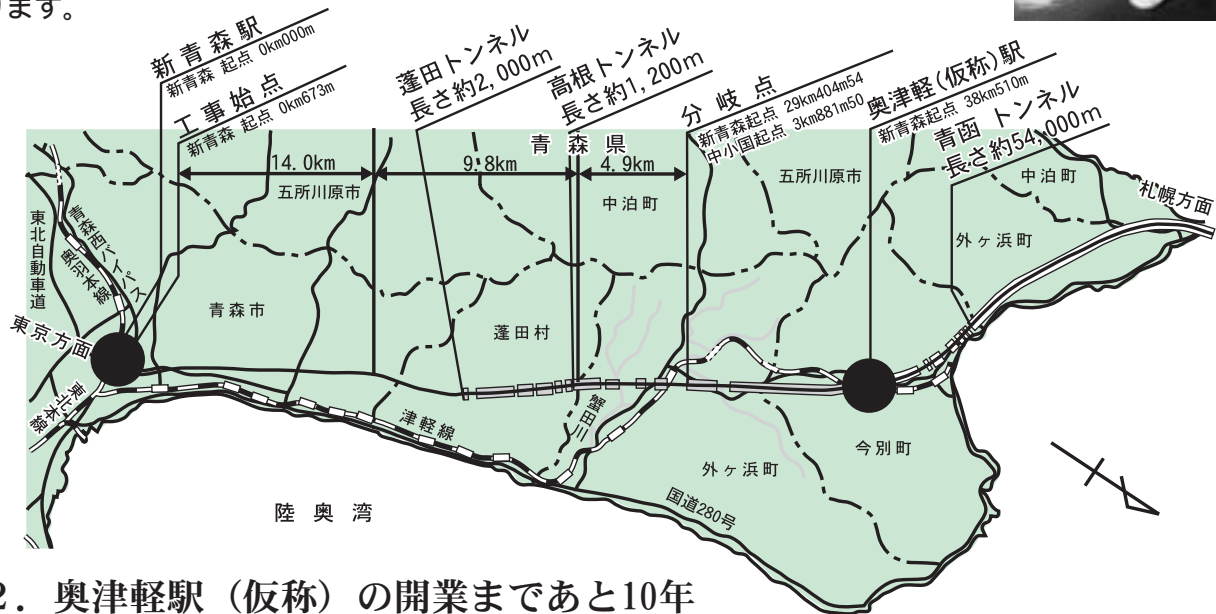 ります。
新青森駅
新青森 起点 0km000m
工事始点
新青森 起点 0km673m
蓬田トンネル
長さ約2,000m
高根トンネル
長さ約1,200m
分岐点
新青森起点 29km404m54
中小国起点 3km881m50
奥津軽(仮称)駅
新青森起点 38km510m
青函 トンネル
長さ約54,000m
青森県
14.0km
9.8km
4.9km
五所川原市
中泊町
五所川原市
中泊町
札幌方面
外ヶ浜町
東北自動車道
青森西バイパス
奥羽本線
青森市
蓬田村
東京方面
東北本線
津軽線
蟹田川
今別町
外ヶ浜町
国道280号
陸奥湾
2．奥津軽駅（仮称）の開業まであと10年